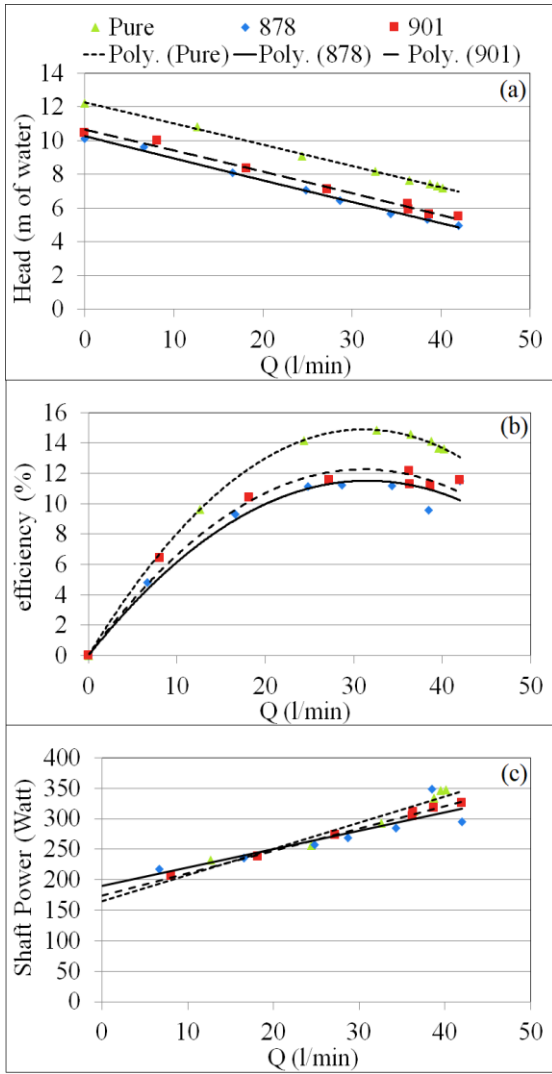 Pure 878 901
Poly. (Pure) Poly. (878) Poly. (901)
(a)
Head (m of water)
14
12
10
8
6
4
2
0
0 10 20 30 40 50
Q (l/min)
(b)
efficiency (%)
16
14
12
10
8
6
4
2
0
0 10 20 30 40 50
Q (l/min)
(c)
Shaft Power (Watt)
400
350
300
250
200
150
100
50
0
0 10 20 30 40 50
Q (l/min)